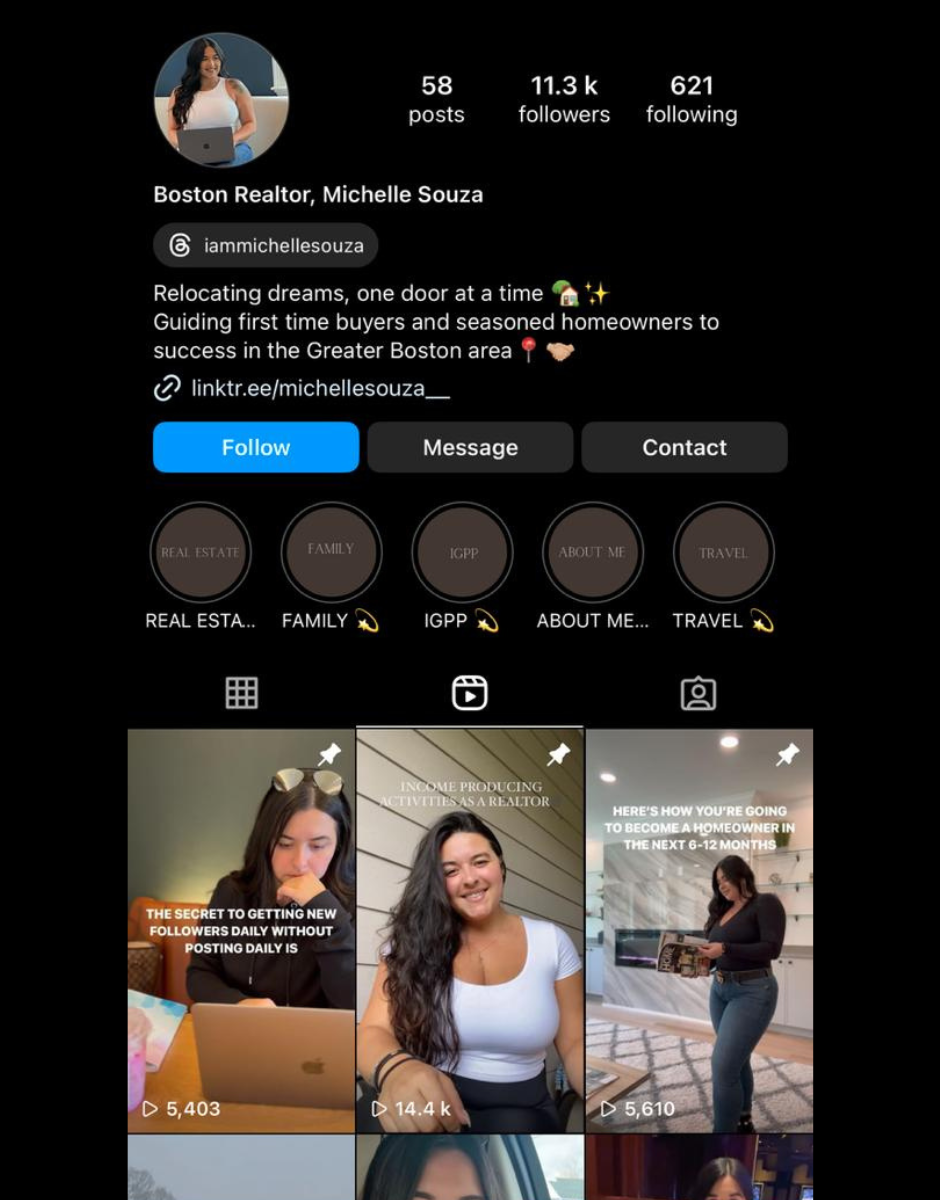 58
posts
11.3 k
followers
621
following
Boston Realtor, Michelle Souza
iammichellesouza
Relocating dreams, one door at a time 🏡✨
Guiding first time buyers and seasoned homeowners to
success in the Greater Boston area📍🤝🏼
linktr.ee/michellesouza__
Follow
Message
Contact
REAL ESTATE
FAMILY
IGPP
ABOUT ME
TRAVEL
REAL ESTA...
FAMILY 💫
IGPP 💫
ABOUT ME...
TRAVEL 💫
THE SECRET TO GETTING NEW
FOLLOWERS DAILY WITHOUT
POSTING DAILY IS
5,403
INCOME PRODUCING
ACTIVITIES AS A REALTOR
14.4 k
HERE'S HOW YOU'RE GOING
TO BECOME A HOMEOWNER IN
THE NEXT 6-12 MONTHS
HOME
5,610